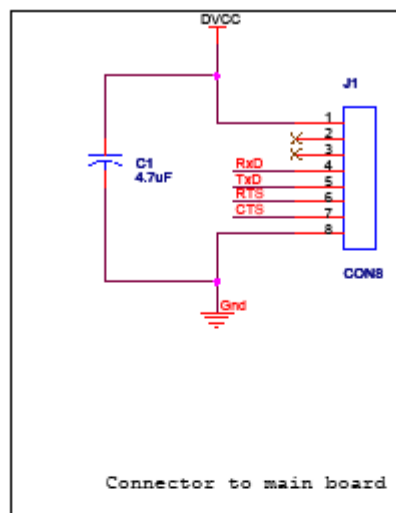 DVCC
J1
1
2
3
RxD 4
TxD 5
RTS 6
CTS 7
8
C1
4.7uF
CON8
Gnd
Connector to main board